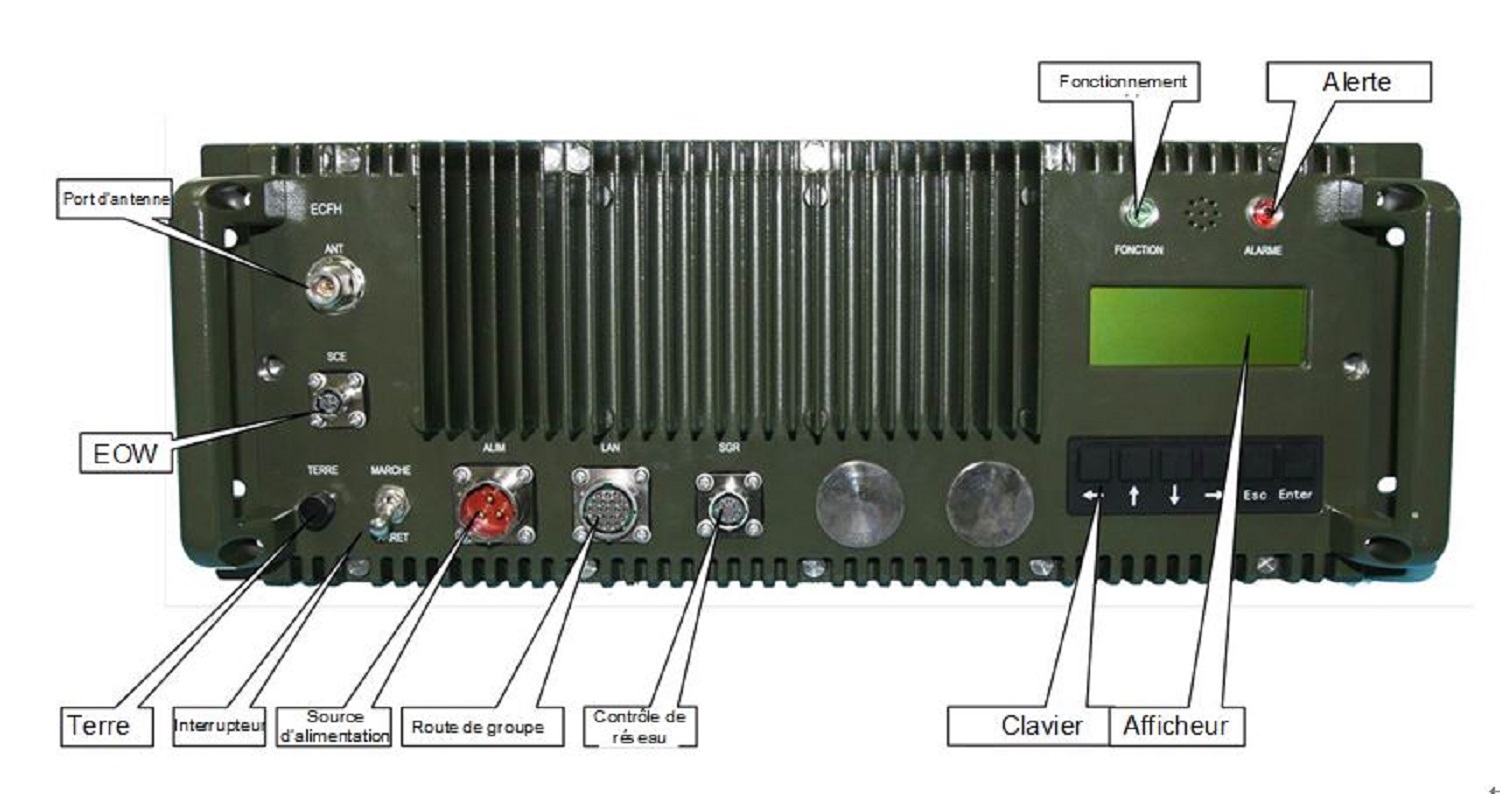 Fonctionnement
Alerte
Port d'antenne
ECFH
ANT
FONCTION
ALARME
SCE
EOW
TERRE
MARCHE
ALIM
LAN
SGR
← ↑ ↓ → Esc Enter
Terre
Interrupteur
Source
d'alimentation
Route de groupe
Contrôle de
réseau
Clavier
Afficheur